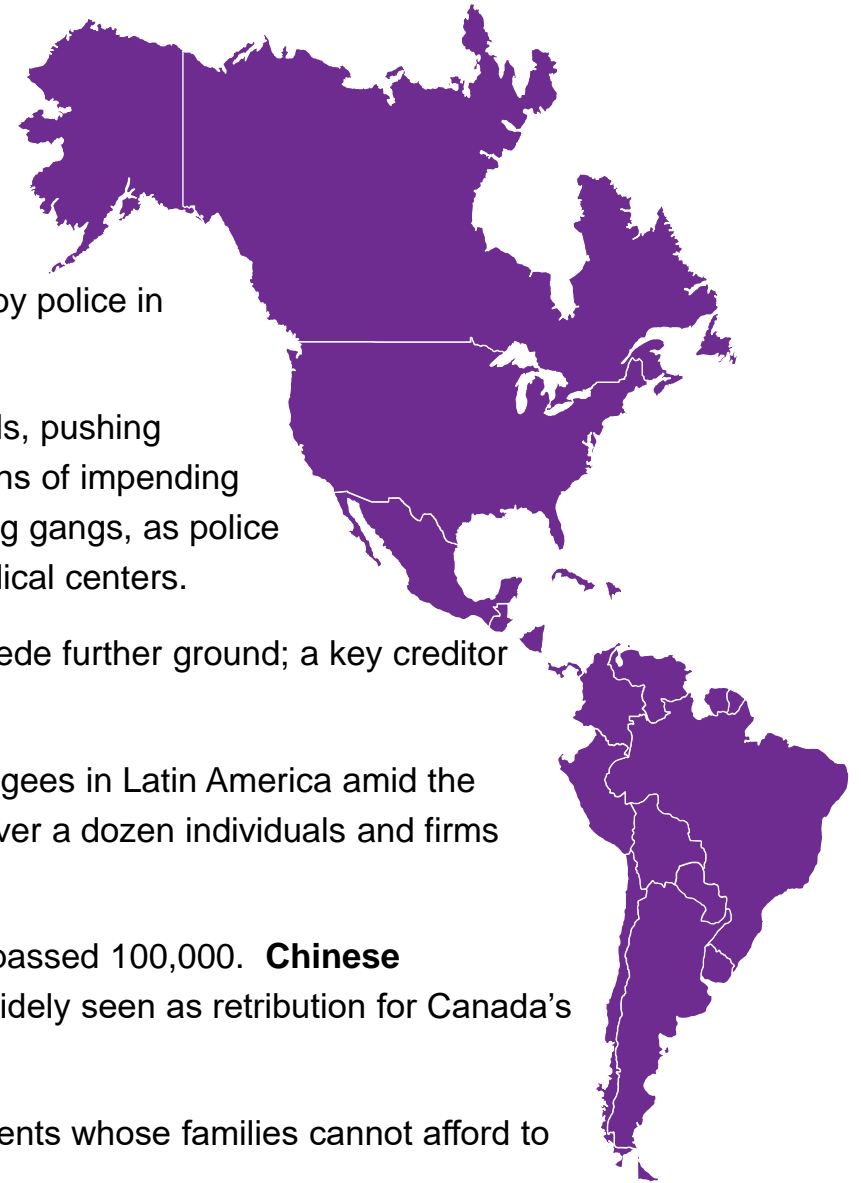 by police in
ls, pushing
ns of impending
g gangs, as police
dical centers.
ede further ground; a key creditor
gees in Latin America amid the
ver a dozen individuals and firms
passed 100,000. Chinese
widely seen as retribution for Canada's
ents whose families cannot afford to